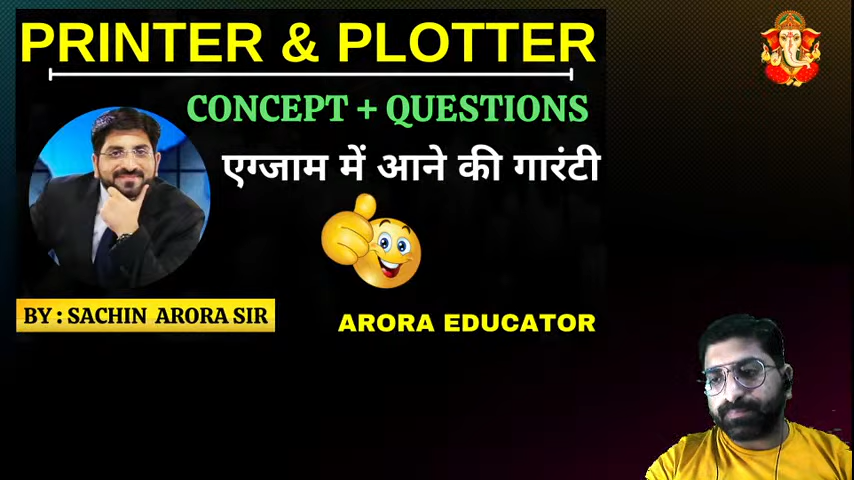 PRINTER & PLOTTER
CONCEPT + QUESTIONS
एग्जाम में आने की गारंटी
BY : SACHIN ARORA SIR
ARORA EDUCATOR